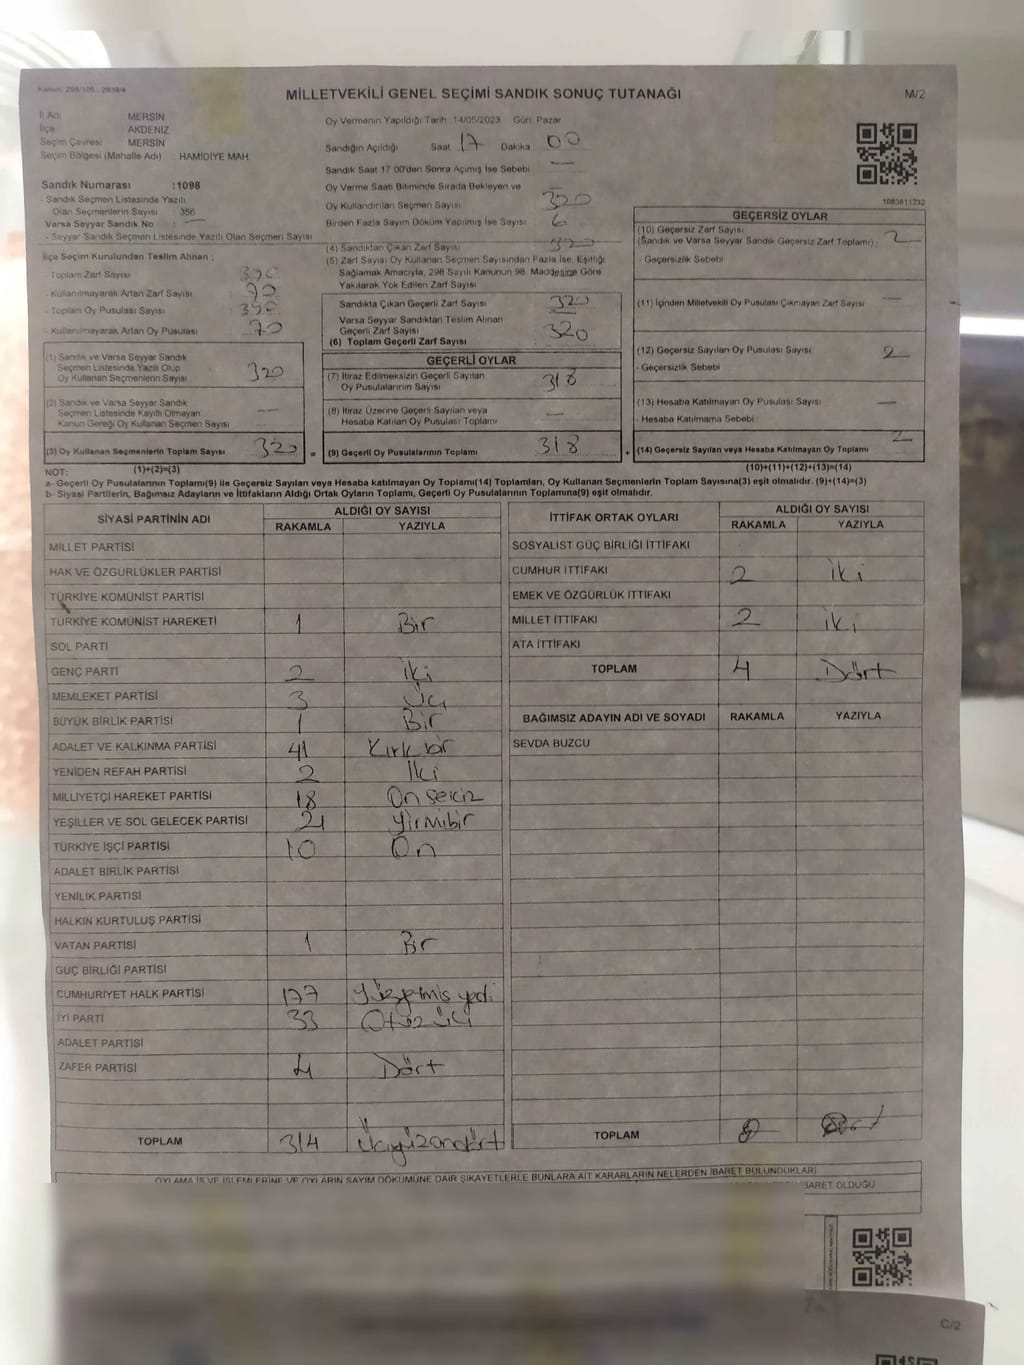 Kanun: 298/105 , 2839/4
MİLLETVEKİLİ GENEL SEÇİMİ SANDIK SONUÇ TUTANAĞI
M/2
İl Adı MERSİN
İlçe AKDENİZ
Seçim Çevresi MERSİN
Seçim Bölgesi (Mahalle Adı) : HAMIDİYE MAH.
Sandık Numarası :1098
- Sandık Seçmen Listesinde Yazılı
Olan Seçmenlerin Sayısı : 356
Varsa Seyyar Sandık No :
- Seyyar Sandık Seçmen Listesinde Yazılı Olan Seçmen Sayısı
İlçe Seçim Kurulundan Teslim Alınan ;
- Toplam Zarf Sayısı 390
- Kullanılmayarak Artan Zarf Sayısı 70
- Toplam Oy Pusulası Sayısı 390
- Kullanılmayarak Artan Oy Pusulası 70
(1) Sandık ve Varsa Seyyar Sandık
Seçmen Listesinde Yazılı Olup
Oy Kullanan Seçmenlerin Sayısı 320
(2) Sandık ve Varsa Seyyar Sandık
Seçmen Listesinde Kayıtlı Olmayan
Kanun Gereği Oy Kullanan Seçmen Sayısı —
(3) Oy Kullanan Seçmenlerin Toplam Sayısı 320
(1)+(2)=(3)
Oy Vermenin Yapıldığı Tarih :14/05/2023 Gün: Pazar
Sandığın Açıldığı Saat 17 Dakika 00
Sandık Saat 17:00'den Sonra Açımış İse Sebebi —
Oy Verme Saati Bitiminde Sırada Bekleyen ve
Oy Kullandırılan Seçmen Sayısı 320
Birden Fazla Sayım Döküm Yapılmış İse Sayısı 6
(4) Sandıktan Çıkan Zarf Sayısı 320
(5) Zarf Sayısı Oy Kullanan Seçmen Sayısından Fazla İse, Eşitliği
Sağlamak Amacıyla, 298 Sayılı Kanunun 98. Maddesine Göre
Yakılarak Yok Edilen Zarf Sayısı
Sandıkta Çıkan Geçerli Zarf Sayısı 320
Varsa Seyyar Sandıktan Teslim Alınan
Geçerli Zarf Sayısı 320
(6) Toplam Geçerli Zarf Sayısı
GEÇERLİ OYLAR
(7) İtiraz Edilmeksizin Geçerli Sayılan
Oy Pusulalarının Sayısı 318
(8) İtiraz Üzerine Geçerli Sayılan veya
Hesaba Katılan Oy Pusulası Toplamı —
= (9) Geçerli Oy Pusulalarının Toplamı 318
1083611232
GEÇERSİZ OYLAR
(10) Geçersiz Zarf Sayısı
(Sandık ve Varsa Seyyar Sandık Geçersiz Zarf Toplamı) : 2
- Geçersizlik Sebebi
(11) İçinden Milletvekili Oy Pusulası Çıkmayan Zarf Sayısı —
(12) Geçersiz Sayılan Oy Pusulası Sayısı 2
- Geçersizlik Sebebi
(13) Hesaba Katılmayan Oy Pusulası Sayısı —
- Hesaba Katılmama Sebebi
+ (14) Geçersiz Sayılan veya Hesaba Katılmayan Oy Toplamı 2
(10)+(11)+(12)+(13)=(14)
NOT:
a- Geçerli Oy Pusulalarının Toplamı(9) ile Geçersiz Sayılan veya Hesaba katılmayan Oy Toplamı(14) Toplamları, Oy Kullanan Seçmenlerin Toplam Sayısına(3) eşit olmalıdır. (9)+(14)=(3)
b- Siyasi Partilerin, Bağımsız Adayların ve İttifakların Aldığı Ortak Oyların Toplamı, Geçerli Oy Pusulalarının Toplamına(9) eşit olmalıdır.
SİYASİ PARTİNİN ADI ALDIĞI OY SAYISI
RAKAMLA YAZIYLA
MİLLET PARTİSİ
HAK VE ÖZGÜRLÜKLER PARTİSİ
TÜRKİYE KOMÜNİST PARTİSİ
TÜRKİYE KOMÜNİST HAREKETİ 1 Bir
SOL PARTİ
GENÇ PARTİ 2 İki
MEMLEKET PARTİSİ 3 Üç
BÜYÜK BİRLİK PARTİSİ 1 Bir
ADALET VE KALKINMA PARTİSİ 41 Kırk bir
YENİDEN REFAH PARTİSİ 2 İki
MİLLİYETÇİ HAREKET PARTİSİ 18 On sekiz
YEŞİLLER VE SOL GELECEK PARTİSİ 21 Yirmibir
TÜRKİYE İŞÇİ PARTİSİ 10 On
ADALET BİRLİK PARTİSİ
YENİLİK PARTİSİ
HALKIN KURTULUŞ PARTİSİ
VATAN PARTİSİ 1 Bir
GÜÇ BİRLİĞİ PARTİSİ
CUMHURİYET HALK PARTİSİ 177 Yüzyetmiş yedi
İYİ PARTİ 33 Otuz üç
ADALET PARTİSİ
ZAFER PARTİSİ 4 Dört
TOPLAM 314 Üçyüzondört
İTTİFAK ORTAK OYLARI ALDIĞI OY SAYISI
RAKAMLA YAZIYLA
SOSYALİST GÜÇ BİRLİĞİ İTTİFAKI
CUMHUR İTTİFAKI 2 İki
EMEK VE ÖZGÜRLÜK İTTİFAKI
MİLLET İTTİFAKI 2 İki
ATA İTTİFAKI
TOPLAM 4 Dört
BAĞIMSIZ ADAYIN ADI VE SOYADI RAKAMLA YAZIYLA
SEVDA BUZCU
TOPLAM
OYLAMA İŞ VE İŞLEMLERİNE VE OYLARIN SAYIM DÖKÜMÜNE DAİR ŞİKAYETLERLE BUNLARA AİT KARARLARIN NELERDEN İBARET BULUNDUKLARI
İBARET OLDUĞU
C/2